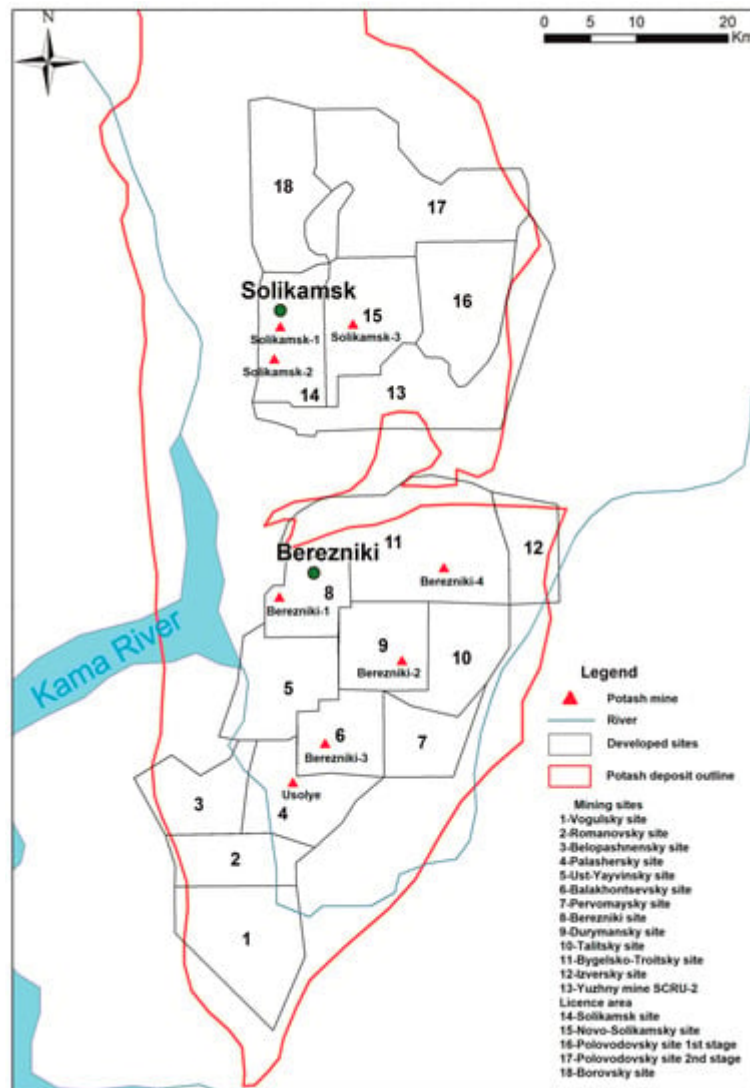 N
0 5 10 20
Km
18
17
Solikamsk
16
15
Solikamsk-1
Solikamsk-3
Solikamsk-2
14
13
11
12
Berezniki
Berezniki-4
8
Berezniki-1
Kama River
9
10
Berezniki-2
5
6
7
Berezniki-3
Usolye
3
4
2
1
Legend
Potash mine
River
Developed sites
Potash deposit outline
Mining sites
1-Vogulsky site
2-Romanovsky site
3-Belopashnensky site
4-Palashersky site
5-Ust-Yayvinsky site
6-Balakhontsevsky site
7-Pervomaysky site
8-Berezniki site
9-Durymansky site
10-Talitsky site
11-Bygelsko-Troitsky site
12-Izversky site
13-Yuzhny mine SCRU-2
Licence area
14-Solikamsk site
15-Novo-Solikamsky site
16-Polovodovsky site 1st stage
17-Polovodovsky site 2nd stage
18-Borovsky site